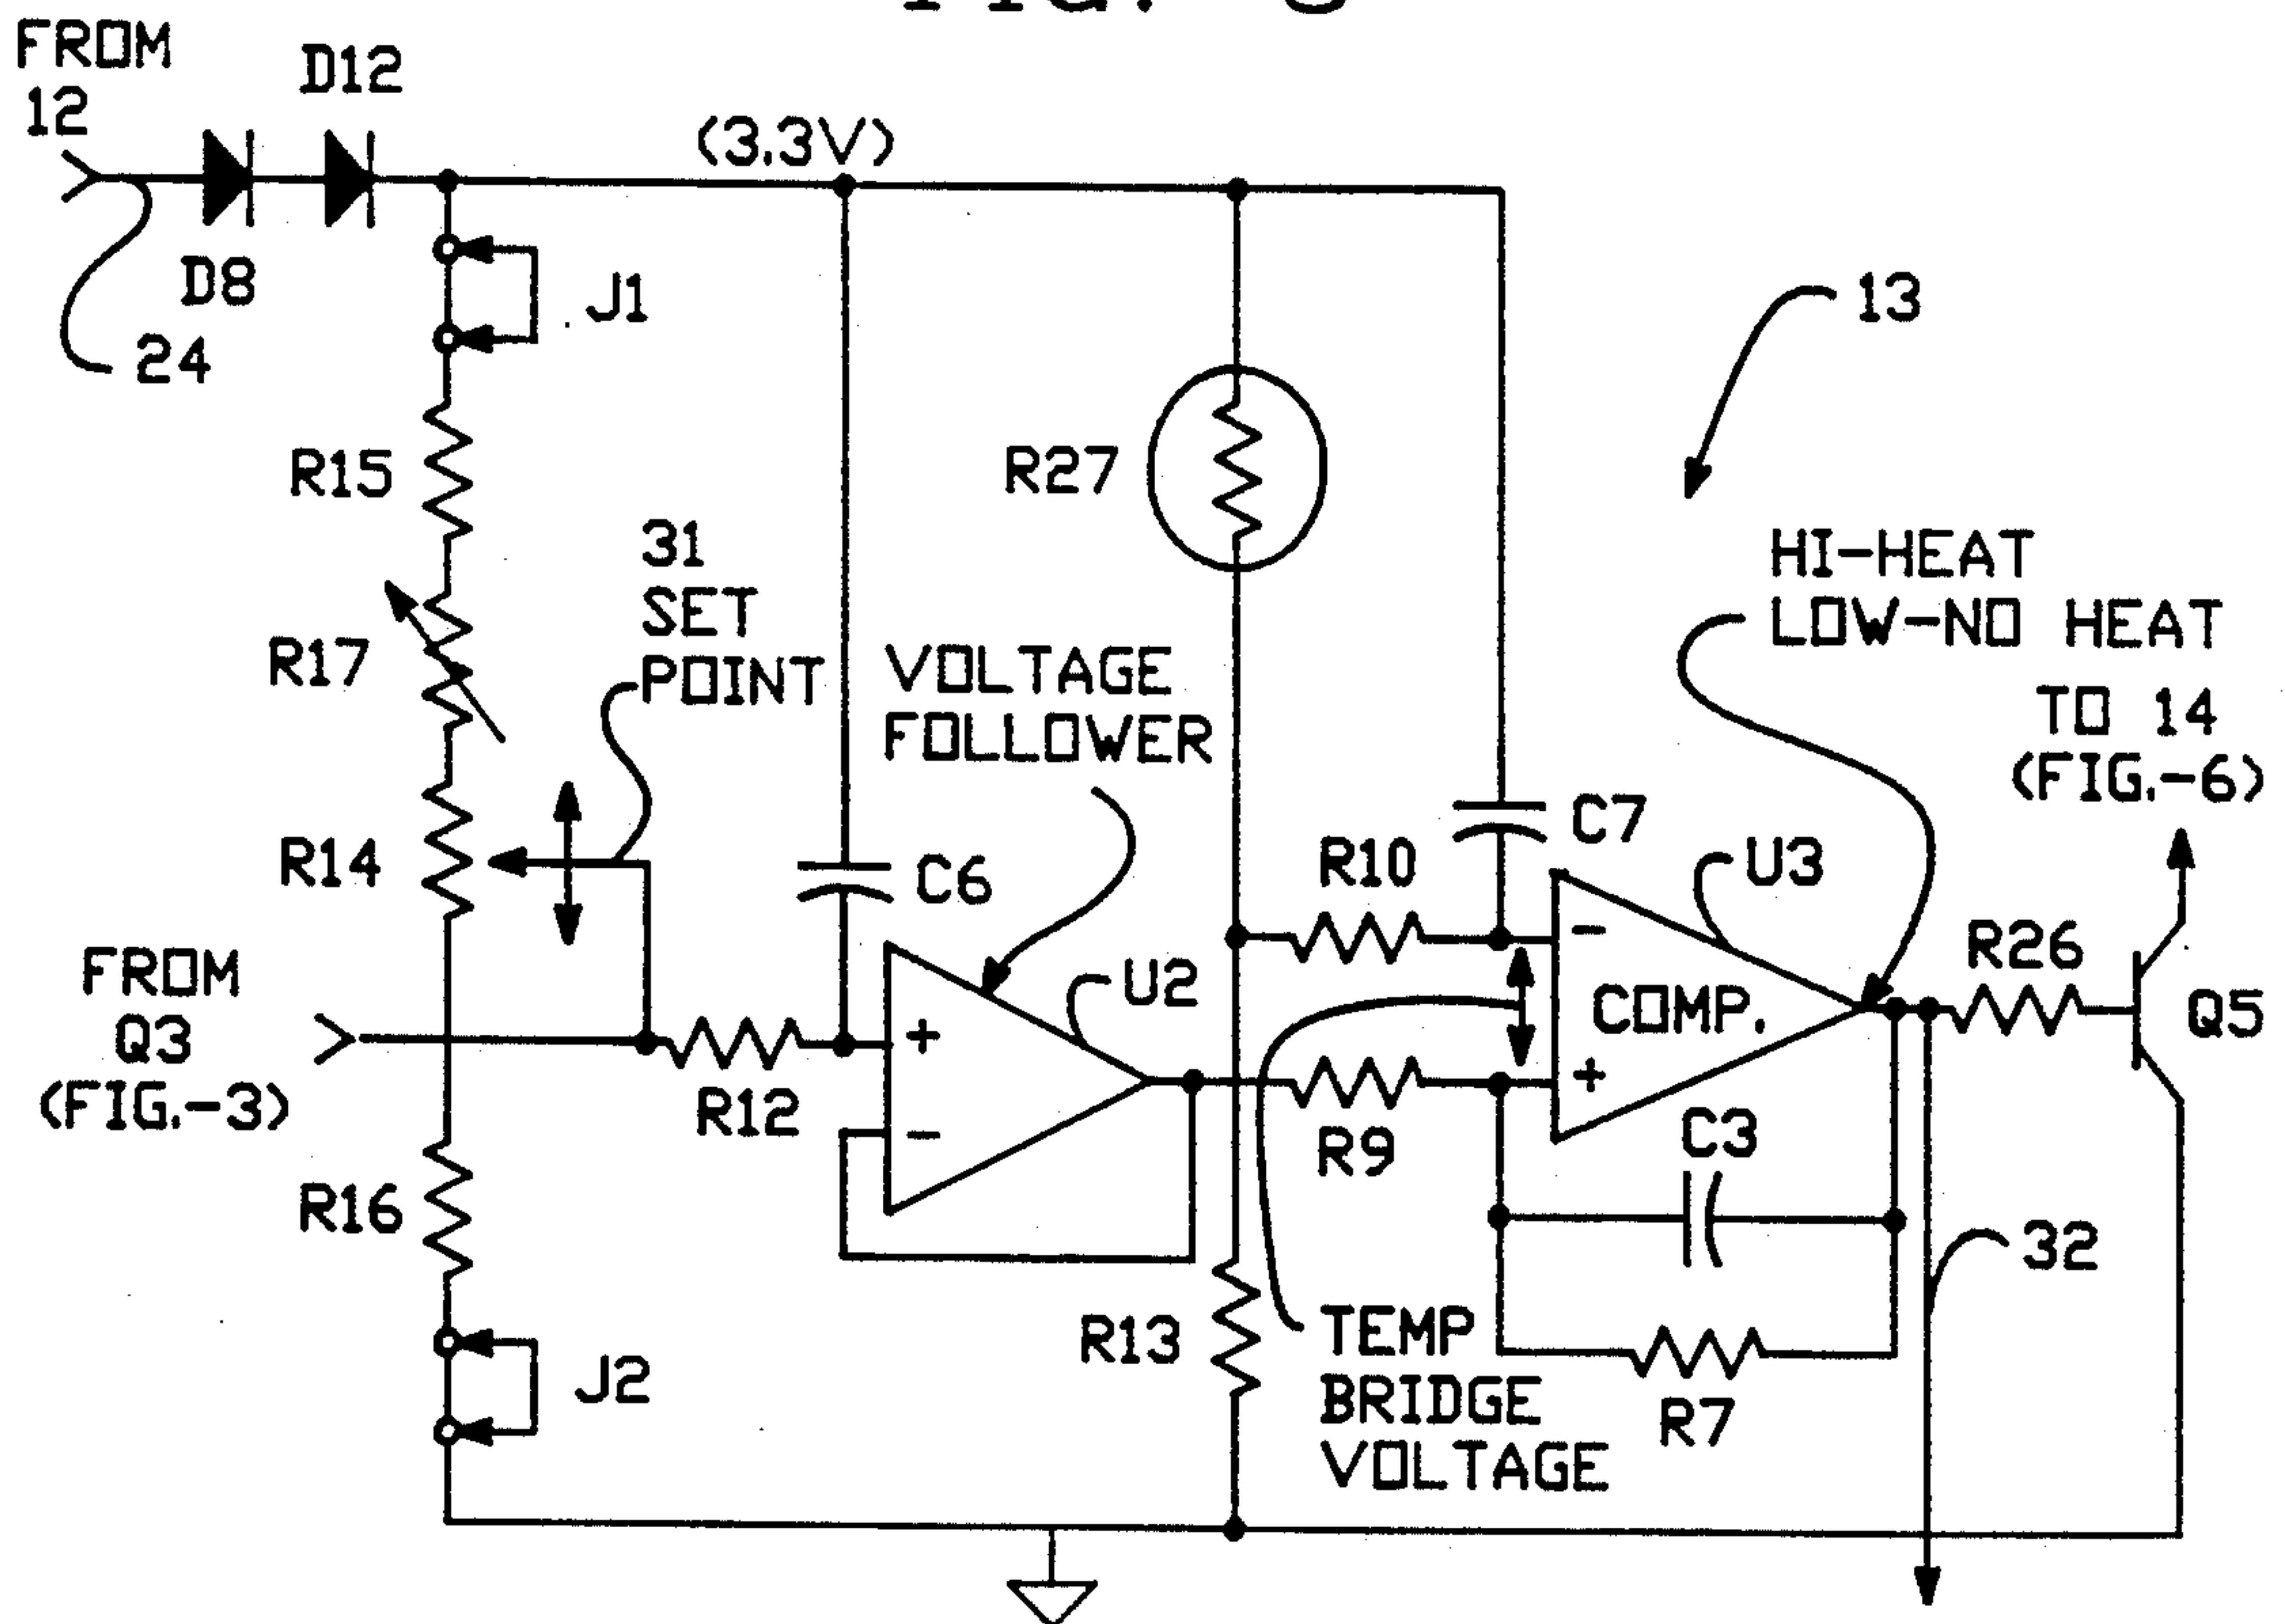 FROM
12
D12
(3.3V)
D8
J1
13
24
R15
R27
31
SET
POINT
HI-HEAT
LOW-NO HEAT
R17
VOLTAGE
FOLLOWER
TO 14
(FIG.-6)
C7
R14
C6
R10
U3
FROM
Q3
(FIG.-3)
U2
R26
-
+
COMP.
Q5
R12
+
-
R9
C3
R16
32
R13
TEMP
BRIDGE
VOLTAGE
J2
R7